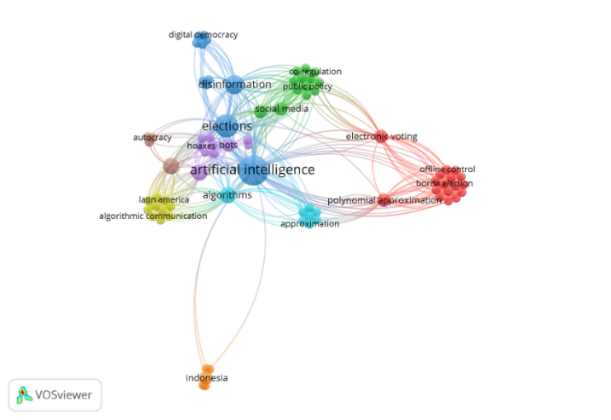 digital democracy
co-regulation
disinformation
public policy
social media
elections
electronic voting
autocracy
hoaxes
bots
artificial intelligence
offline control
borda election
algorithms
latin america
polynomial approximation
algorithmic communication
approximation
indonesia
VOSviewer